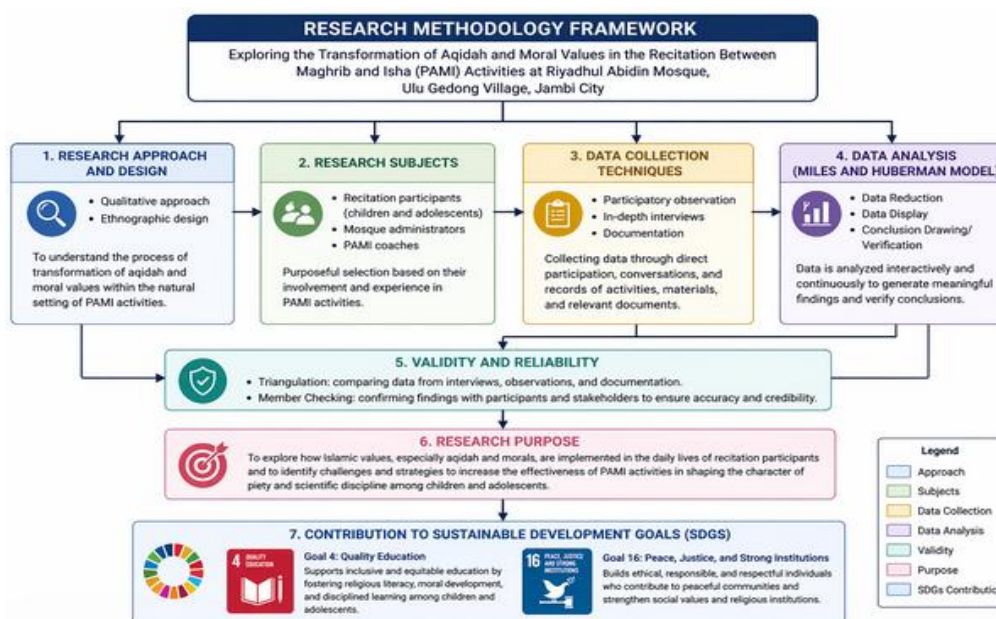 RESEARCH METHODOLOGY FRAMEWORK
Exploring the Transformation of Aqidah and Moral Values in the Recitation Between
Maghrib and Isha (PAMI) Activities at Riyadhul Abidin Mosque,
Ulu Gedong Village, Jambi City
1. RESEARCH APPROACH
AND DESIGN
• Qualitative approach
• Ethnographic design
To understand the process of
transformation of aqidah and
moral values within the natural
setting of PAMI activities.
2. RESEARCH SUBJECTS
• Recitation participants
(children and adolescents)
• Mosque administrators
• PAMI coaches
Purposeful selection based on their
involvement and experience in
PAMI activities.
3. DATA COLLECTION
TECHNIQUES
• Participatory observation
• In-depth interviews
• Documentation
Collecting data through direct
participation, conversations, and
records of activities, materials,
and relevant documents.
4. DATA ANALYSIS
(MILES AND HUBERMAN MODEL)
• Data Reduction
• Data Display
• Conclusion Drawing/
Verification
Data is analyzed interactively and
continuously to generate meaningful
findings and verify conclusions.
5. VALIDITY AND RELIABILITY
• Triangulation: comparing data from interviews, observations, and documentation.
• Member Checking: confirming findings with participants and stakeholders to ensure accuracy and credibility.
6. RESEARCH PURPOSE
To explore how Islamic values, especially aqidah and morals, are implemented in the daily lives of recitation participants
and to identify challenges and strategies to increase the effectiveness of PAMI activities in shaping the character of
piety and scientific discipline among children and adolescents.
Legend
Approach
Subjects
Data Collection
Data Analysis
Validity
Purpose
SDGs Contribution
7. CONTRIBUTION TO SUSTAINABLE DEVELOPMENT GOALS (SDGS)
4 QUALITY
EDUCATION
Goal 4: Quality Education
Supports inclusive and equitable education by
fostering religious literacy, moral development,
and disciplined learning among children and
adolescents.
16 PEACE, JUSTICE
AND STRONG
INSTITUTIONS
Goal 16: Peace, Justice, and Strong Institutions
Builds ethical, responsible, and respectful individuals
who contribute to peaceful communities and
strengthen social values and religious institutions.